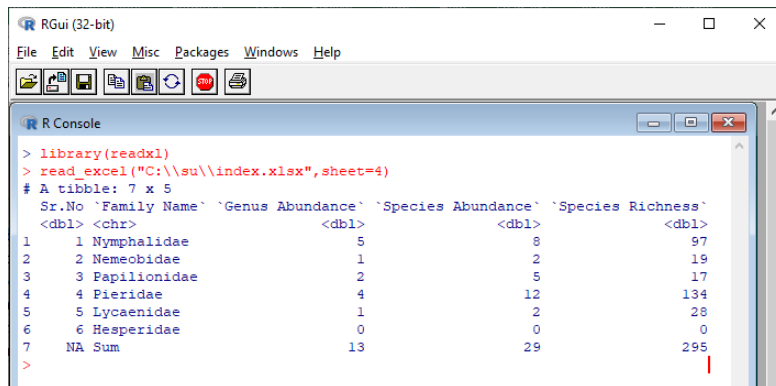 RGui (32-bit)
File Edit View Misc Packages Windows Help
STOP
R Console
> library(readxl)
> read_excel("C:\\su\\index.xlsx",sheet=4)
# A tibble: 7 x 5
  Sr.No `Family Name` `Genus Abundance` `Species Abundance` `Species Richness`
  <dbl> <chr> <dbl> <dbl> <dbl>
1 1 Nymphalidae 5 8 97
2 2 Nemeobidae 1 2 19
3 3 Papilionidae 2 5 17
4 4 Pieridae 4 12 134
5 5 Lycaenidae 1 2 28
6 6 Hesperidae 0 0 0
7 NA Sum 13 29 295
>